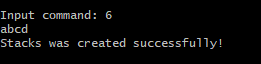 Input command: 6
abcd
Stacks was created successfully!